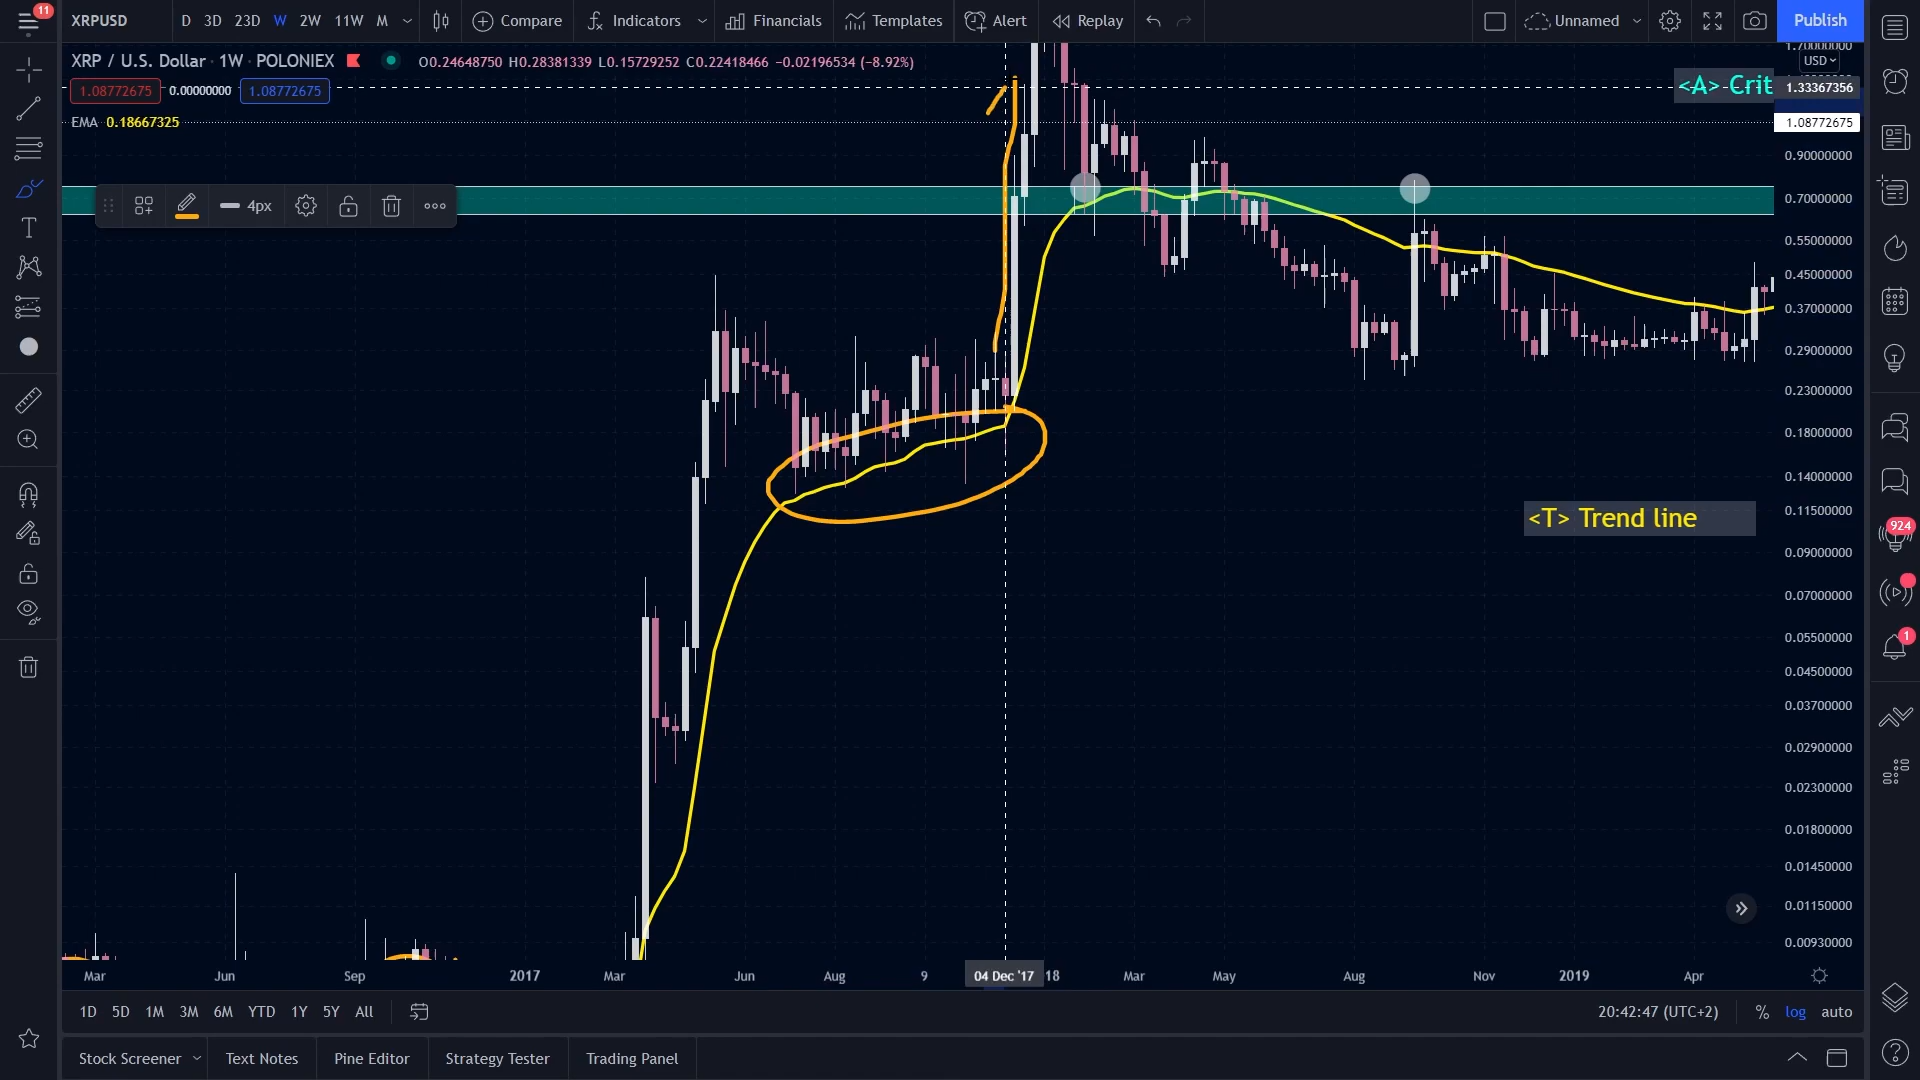 11
XRPUSD D 3D 23D W 2W 11W M Compare Indicators Financials Templates Alert Replay Unnamed Publish
XRP / U.S. Dollar · 1W · POLONIEX O0.24648750 H0.28381339 L0.15729252 C0.22418466 −0.02196534 (−8.92%)
USD
1.08772675 0.00000000 1.08772675
<A> Crit
1.33367356
EMA 0.18667325
1.08772675
0.90000000
0.70000000
4px
0.55000000
0.45000000
0.37000000
0.29000000
0.23000000
0.18000000
0.14000000
0.11500000
<T> Trend line
924
0.09000000
0.07000000
0.05500000
1
0.04500000
0.03700000
0.02900000
0.02300000
0.01800000
0.01450000
0.01150000
0.00930000
Mar Jun Sep 2017 Mar Jun Aug 9 04 Dec '17 18 Mar May Aug Nov 2019 Apr
1D 5D 1M 3M 6M YTD 1Y 5Y All 20:42:47 (UTC+2) % log auto
Stock Screener Text Notes Pine Editor Strategy Tester Trading Panel